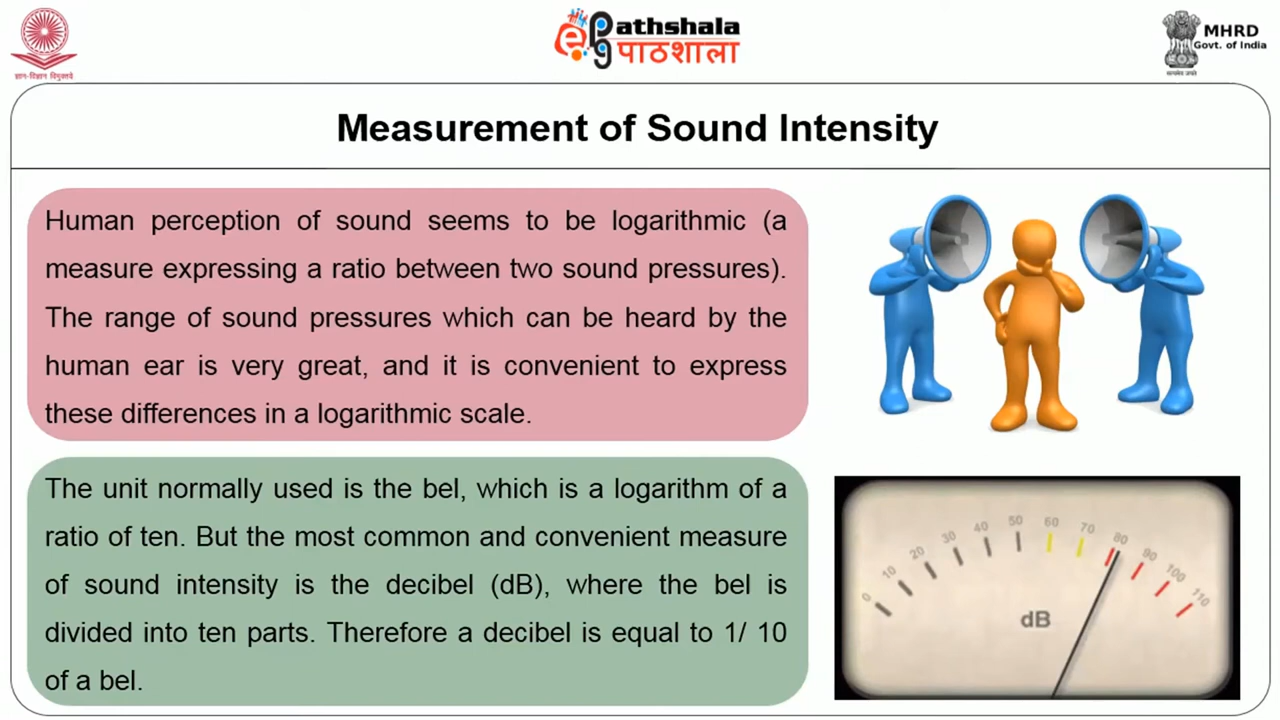 ज्ञान-विज्ञान विमुक्तये
ePathshala
पाठशाला
MHRD
Govt. of India
सत्यमेव जयते
Measurement of Sound Intensity
Human perception of sound seems to be logarithmic (a
measure expressing a ratio between two sound pressures).
The range of sound pressures which can be heard by the
human ear is very great, and it is convenient to express
these differences in a logarithmic scale.
The unit normally used is the bel, which is a logarithm of a
ratio of ten. But the most common and convenient measure
of sound intensity is the decibel (dB), where the bel is
divided into ten parts. Therefore a decibel is equal to 1/ 10
of a bel.
0 10 20 30 40 50 60 70 80 90 100 110
dB